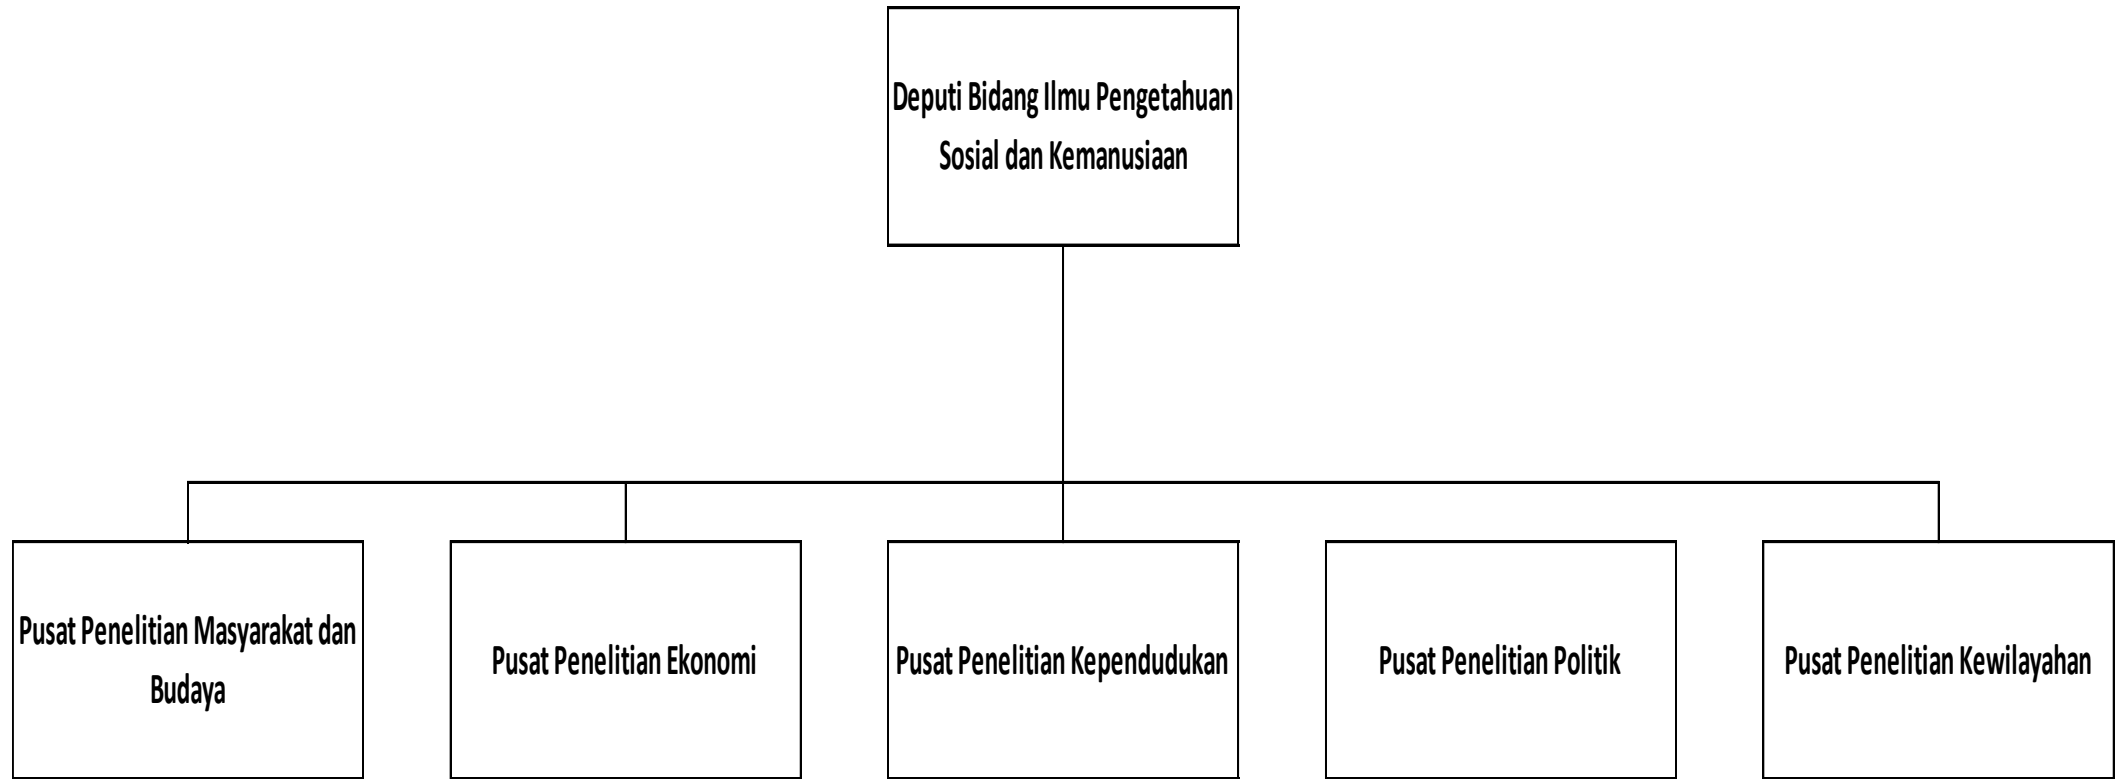 Deputi Bidang Ilmu Pengetahuan
Sosial dan Kemanusiaan
Pusat Penelitian Masyarakat dan
Budaya
Pusat Penelitian Ekonomi
Pusat Penelitian Kependudukan
Pusat Penelitian Politik
Pusat Penelitian Kewilayahan